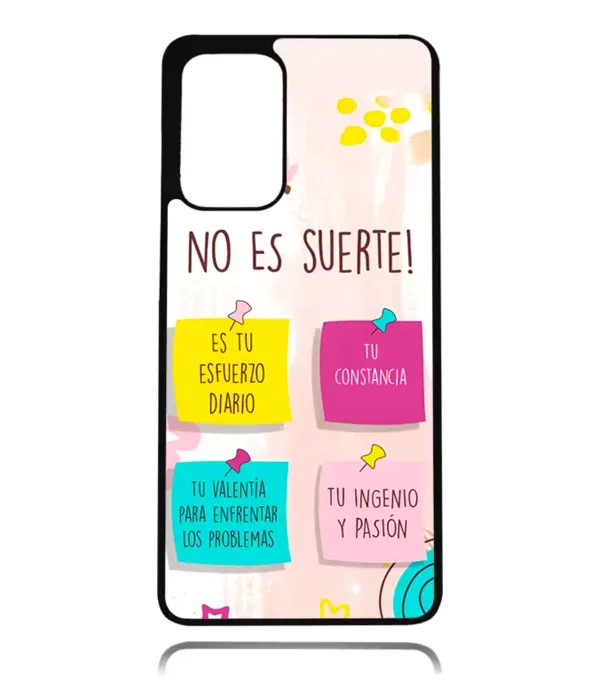 NO ES SUERTE!
ES TU
ESFUERZO
DIARIO
TU
CONSTANCIA
TU VALENTÍA
PARA ENFRENTAR
LOS PROBLEMAS
TU INGENIO
Y PASIÓN